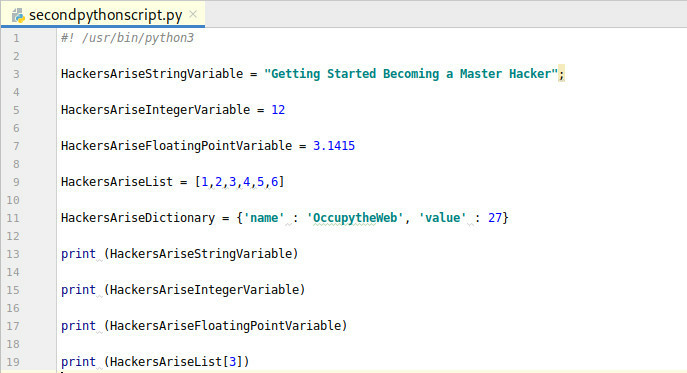 secondpythonscript.py ×
1 #! /usr/bin/python3
2
3 HackersAriseStringVariable = "Getting Started Becoming a Master Hacker";
4
5 HackersAriseIntegerVariable = 12
6
7 HackersAriseFloatingPointVariable = 3.1415
8
9 HackersAriseList = [1,2,3,4,5,6]
10
11 HackersAriseDictionary = {'name' : 'OccupytheWeb', 'value' : 27}
12
13 print (HackersAriseStringVariable)
14
15 print (HackersAriseIntegerVariable)
16
17 print (HackersAriseFloatingPointVariable)
18
19 print (HackersAriseList[3])